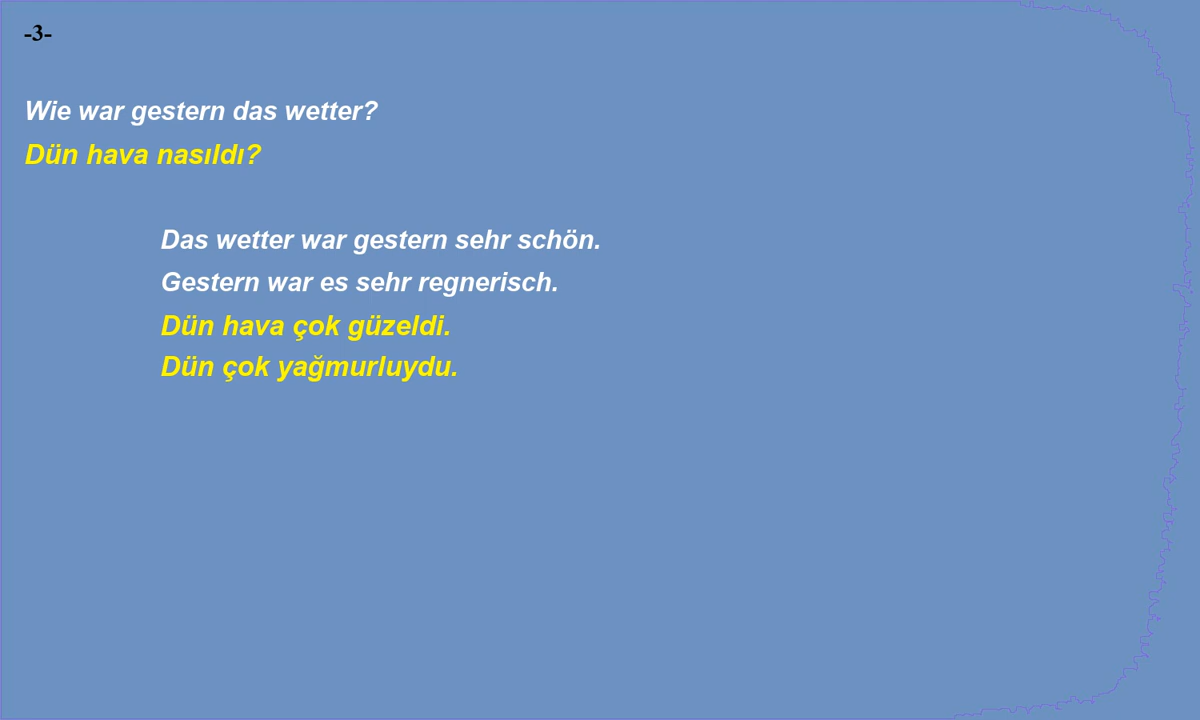 -3-
Wie war gestern das wetter?
Dün hava nasıldı?
Das wetter war gestern sehr schön.
Gestern war es sehr regnerisch.
Dün hava çok güzeldi.
Dün çok yağmurluydu.